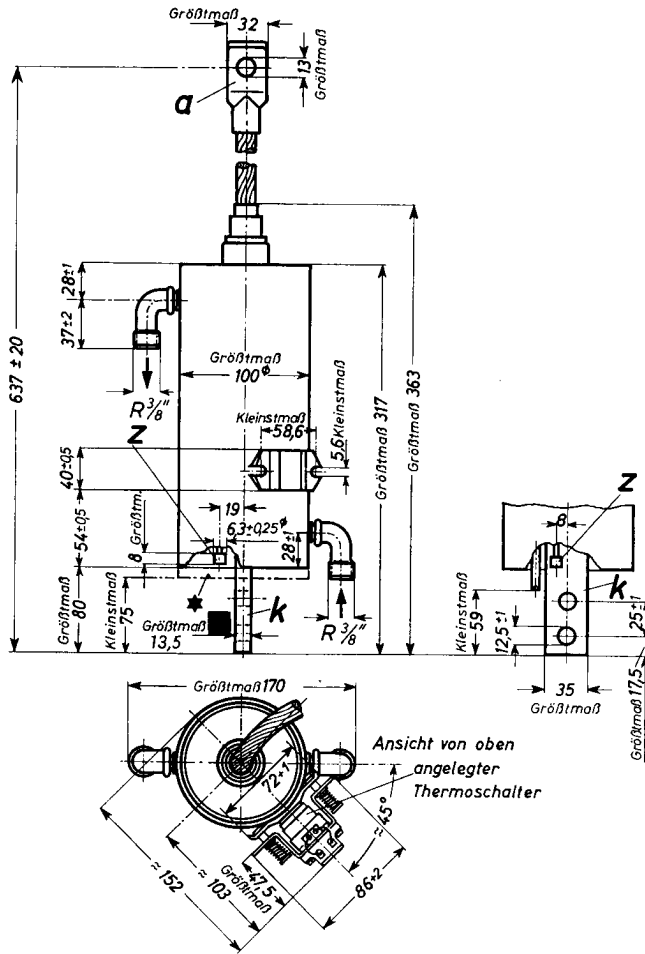 Größtmaß
32
13
Größtmaß
a
637 ± 20
28±1
37±2
R 3/8"
Größtmaß
100 ø
Kleinstmaß
58,6
5,6 Kleinstmaß
Größtmaß 317
Größtmaß 363
z
40±0,5
54±0,5
8 Größtm.
19
6,3±0,25 ø
28±1
Größtmaß
80
Kleinstmaß
75
Größtmaß
13,5
k
R 3/8"
z
8
k
Kleinstmaß
59
12,5±1
25±1
Größtmaß 17,5
35
Größtmaß
Größtmaß 170
72±1
Ansicht von oben
angelegter
Thermoschalter
≈ 45°
≈ 152
≈ 103
47,5
Größtmaß
86±2